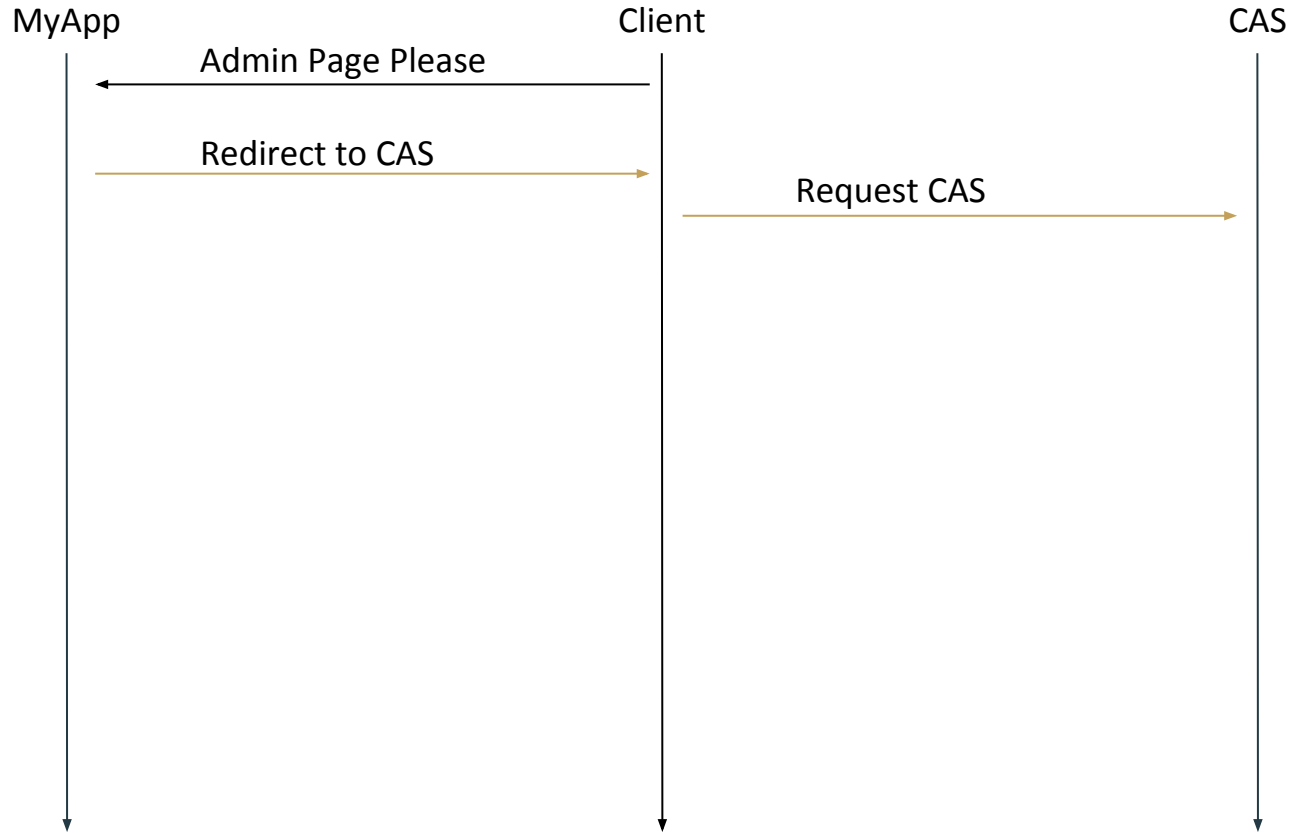 MyApp
Client
CAS
Admin Page Please
Redirect to CAS
Request CAS